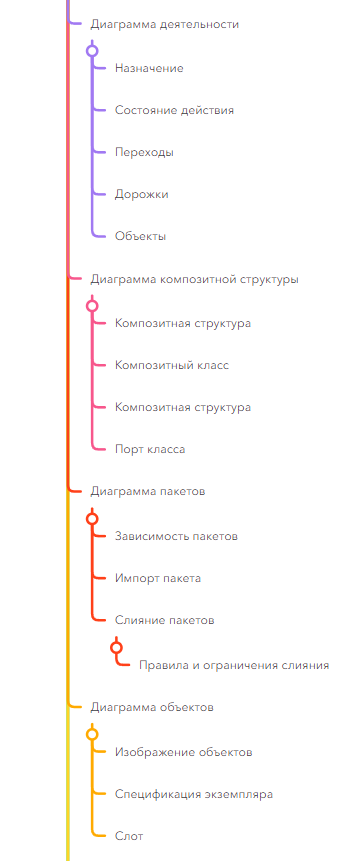 Диаграмма деятельности
Назначение
Состояние действия
Переходы
Дорожки
Объекты
Диаграмма композитной структуры
Композитная структура
Композитный класс
Композитная структура
Порт класса
Диаграмма пакетов
Зависимость пакетов
Импорт пакета
Слияние пакетов
Правила и ограничения слияния
Диаграмма объектов
Изображение объектов
Спецификация экземпляра
Слот